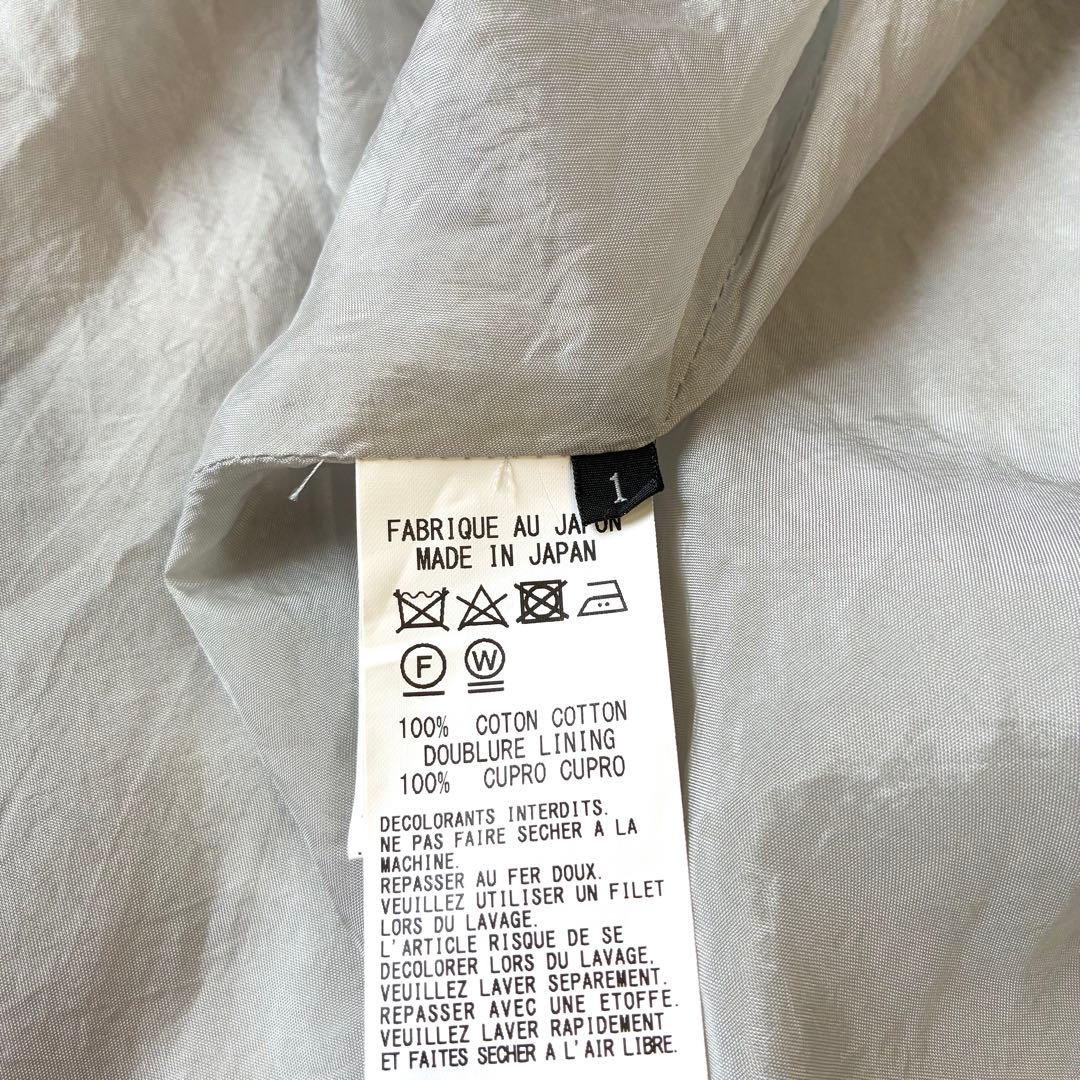 1
FABRIQUE AU JAPON
MADE IN JAPAN
F W
100% COTON COTTON
DOUBLURE LINING
100% CUPRO CUPRO
DECOLORANTS INTERDITS.
NE PAS FAIRE SECHER A LA
MACHINE.
REPASSER AU FER DOUX.
VEUILLEZ UTILISER UN FILET
LORS DU LAVAGE.
L'ARTICLE RISQUE DE SE
DECOLORER LORS DU LAVAGE.
VEUILLEZ LAVER SEPAREMENT.
REPASSER AVEC UNE ETOFFE.
VEUILLEZ LAVER RAPIDEMENT
ET FAITES SECHER A L'AIR LIBRE.